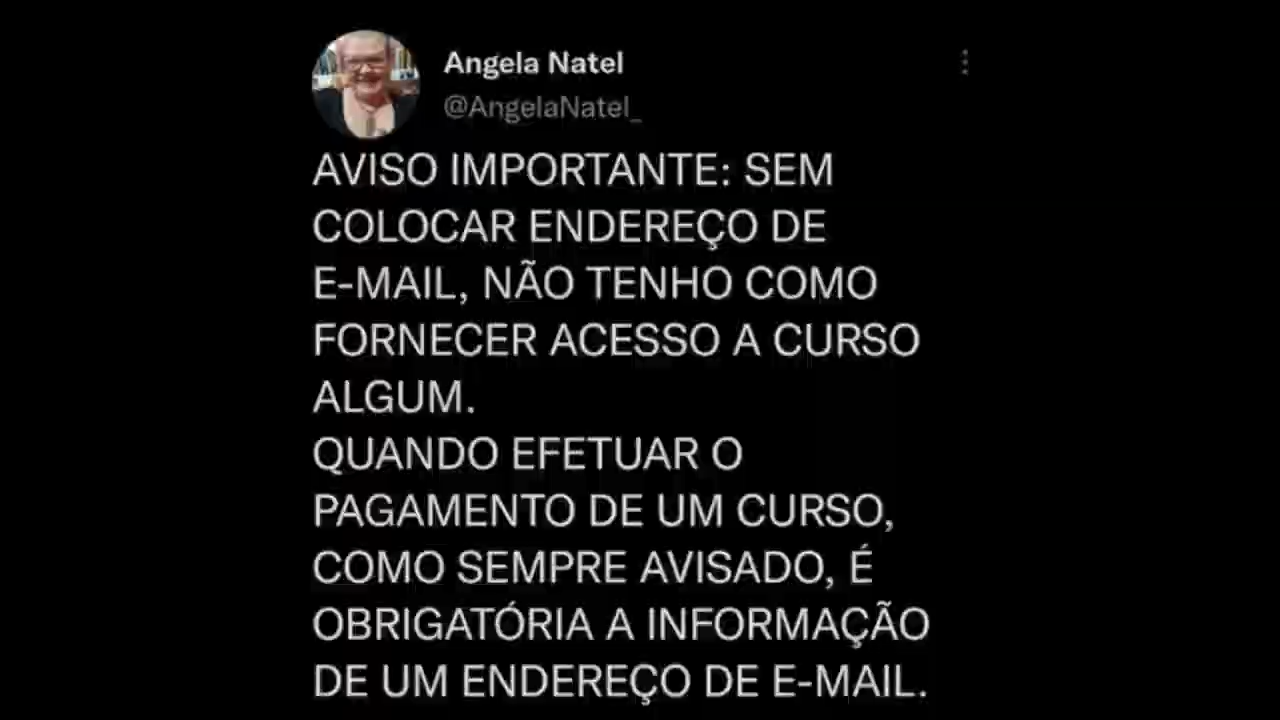 Angela Natel
@AngelaNatel_
AVISO IMPORTANTE: SEM
COLOCAR ENDEREÇO DE
E-MAIL, NÃO TENHO COMO
FORNECER ACESSO A CURSO
ALGUM.
QUANDO EFETUAR O
PAGAMENTO DE UM CURSO,
COMO SEMPRE AVISADO, É
OBRIGATÓRIA A INFORMAÇÃO
DE UM ENDEREÇO DE E-MAIL.